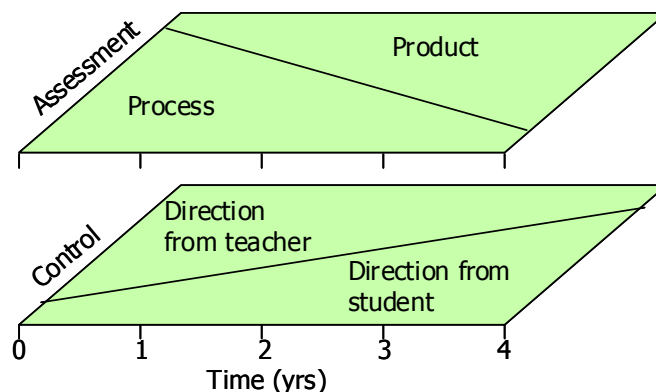 Assessment
Product
Process
Control
Direction
from teacher
Direction from
student
0 1 2 3 4
Time (yrs)